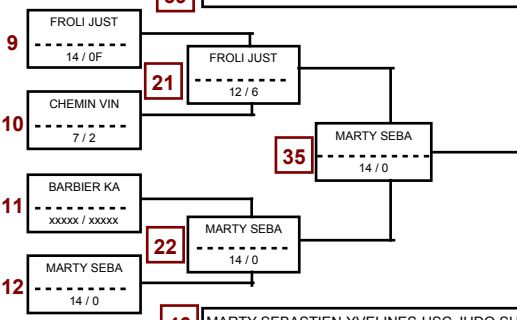 FROLI JUST
9
14 / 0F
FROLI JUST
21
12 / 6
CHEMIN VIN
10
7 / 2
MARTY SEBA
35
14 / 0
BARBIER KA
11
xxxxx / xxxxx
MARTY SEBA
22
14 / 0
MARTY SEBA
12
14 / 0
MARTY SEBASTIEN YVELINES USC JUDO